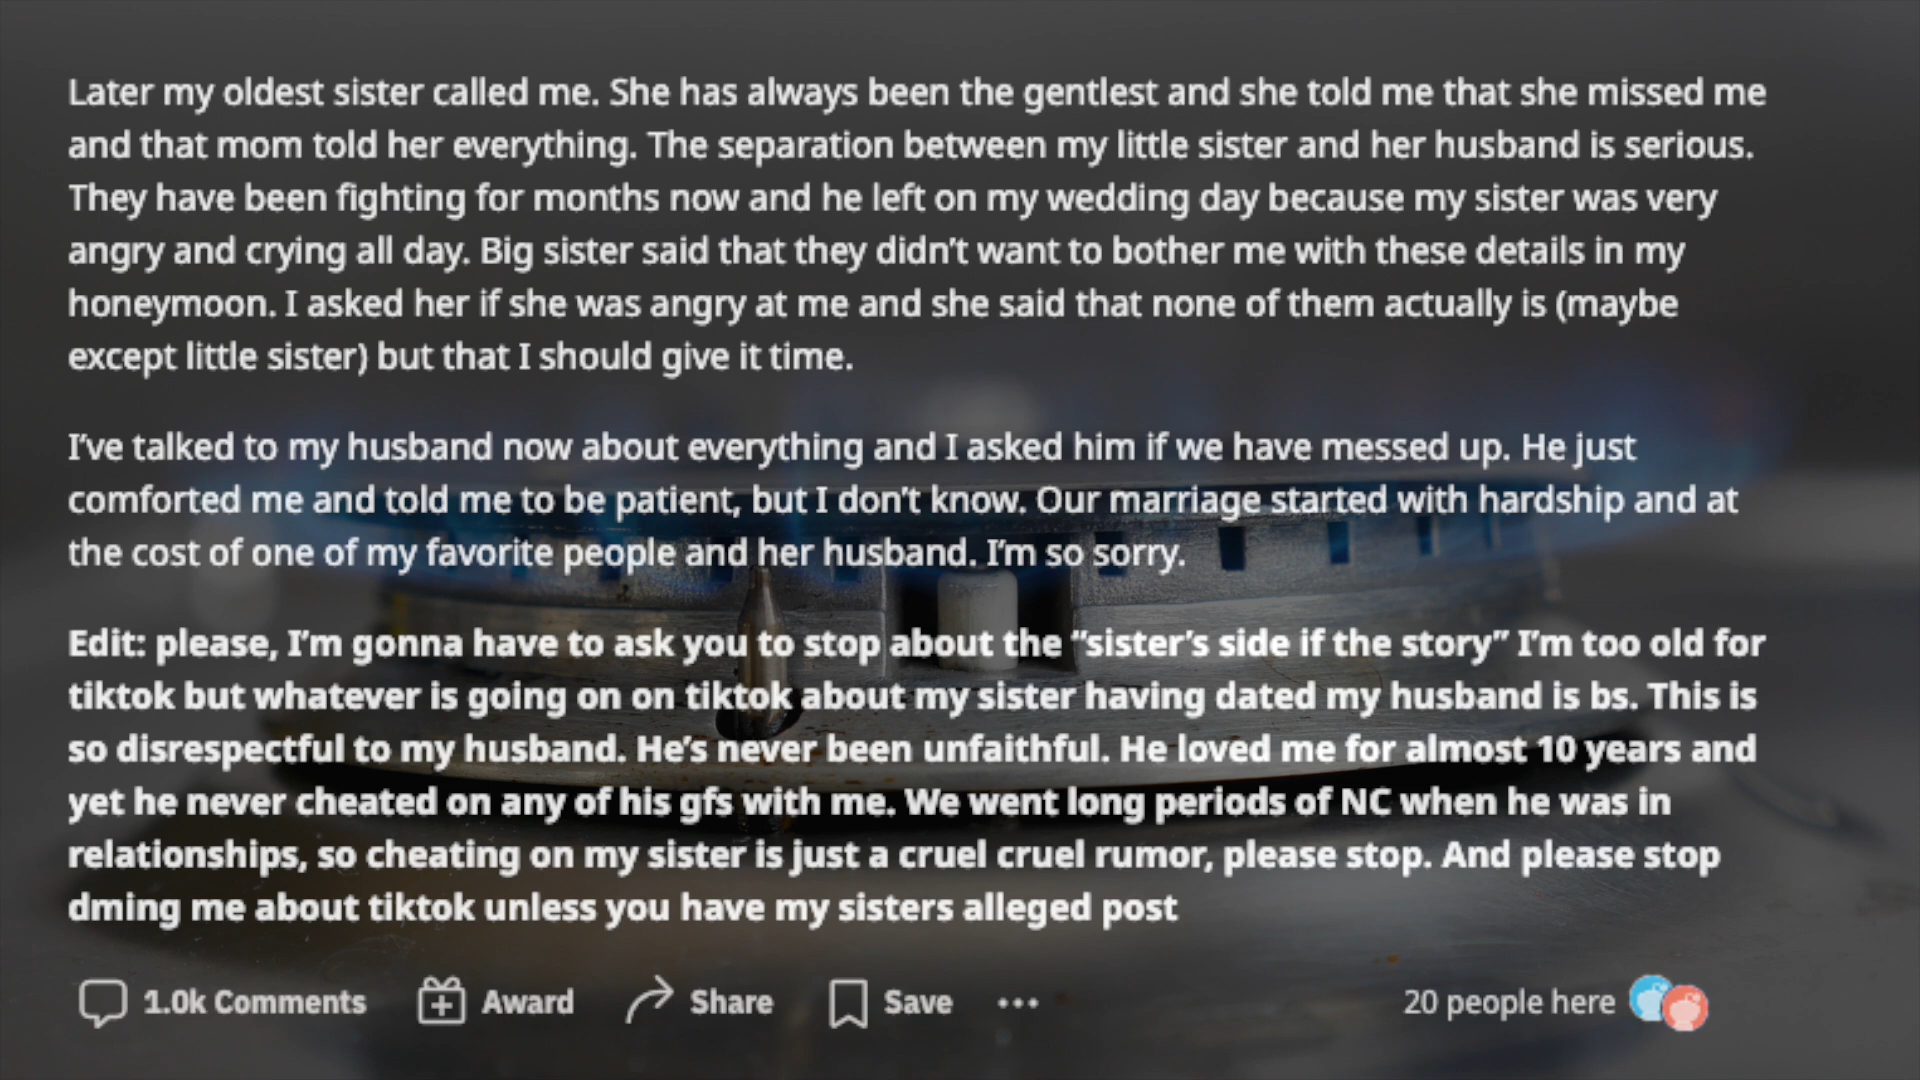 Later my oldest sister called me. She has always been the gentlest and she told me that she missed me
and that mom told her everything. The separation between my little sister and her husband is serious.
They have been fighting for months now and he left on my wedding day because my sister was very
angry and crying all day. Big sister said that they didn’t want to bother me with these details in my
honeymoon. I asked her if she was angry at me and she said that none of them actually is (maybe
except little sister) but that I should give it time.
I’ve talked to my husband now about everything and I asked him if we have messed up. He just
comforted me and told me to be patient, but I don’t know. Our marriage started with hardship and at
the cost of one of my favorite people and her husband. I’m so sorry.
Edit: please, I’m gonna have to ask you to stop about the “sister’s side if the story” I’m too old for
tiktok but whatever is going on on tiktok about my sister having dated my husband is bs. This is
so disrespectful to my husband. He’s never been unfaithful. He loved me for almost 10 years and
yet he never cheated on any of his gfs with me. We went long periods of NC when he was in
relationships, so cheating on my sister is just a cruel cruel rumor, please stop. And please stop
dming me about tiktok unless you have my sisters alleged post
1.0k Comments Award Share Save 20 people here